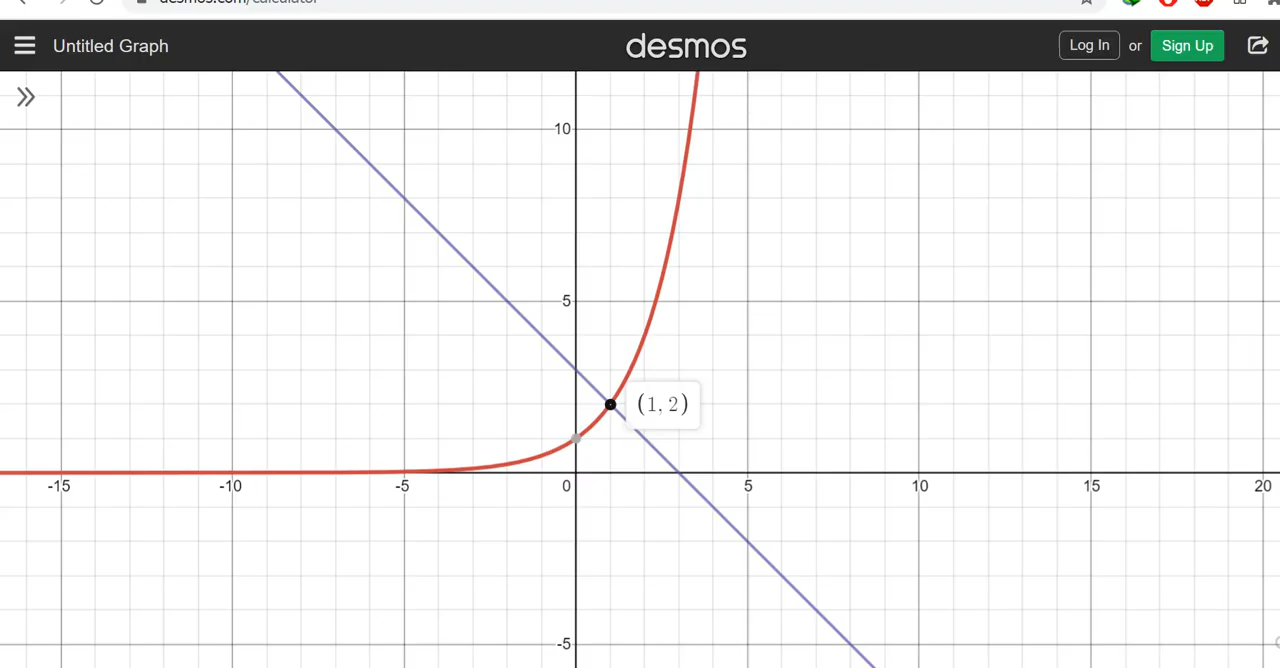 desmos.com/calculator
Untitled Graph
desmos
Log In or Sign Up
10
5
(1, 2)
-15 -10 -5 0 5 10 15 20
-5